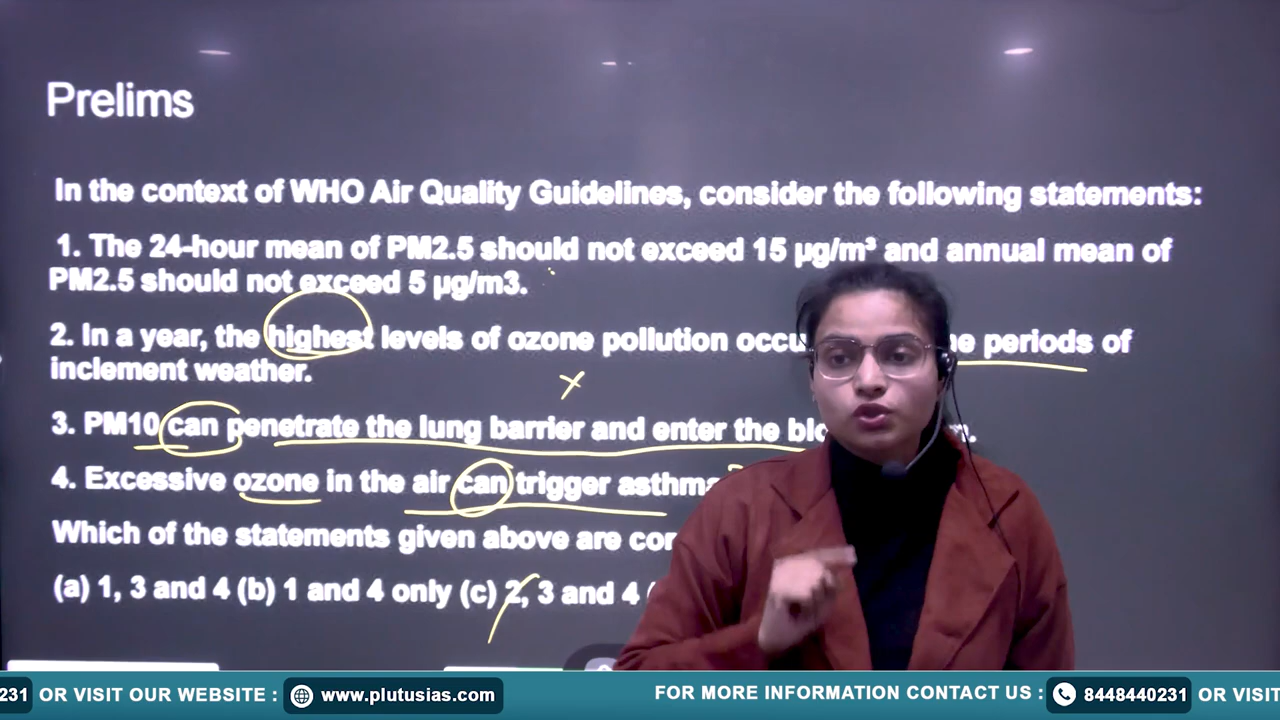 Prelims
In the context of WHO Air Quality Guidelines, consider the following statements:
1. The 24-hour mean of PM2.5 should not exceed 15 µg/m³ and annual mean of
PM2.5 should not exceed 5 µg/m3.
2. In a year, the highest levels of ozone pollution periods of
inclement weather.
3. PM10 can penetrate the lung barrier and enter the
4. Excessive ozone in the air can trigger asthma
Which of the statements given above are
(a) 1, 3 and 4 (b) 1 and 4 only (c) 2, 3 and 4
231 OR VISIT OUR WEBSITE : www.plutusias.com FOR MORE INFORMATION CONTACT US : 8448440231 OR VISIT